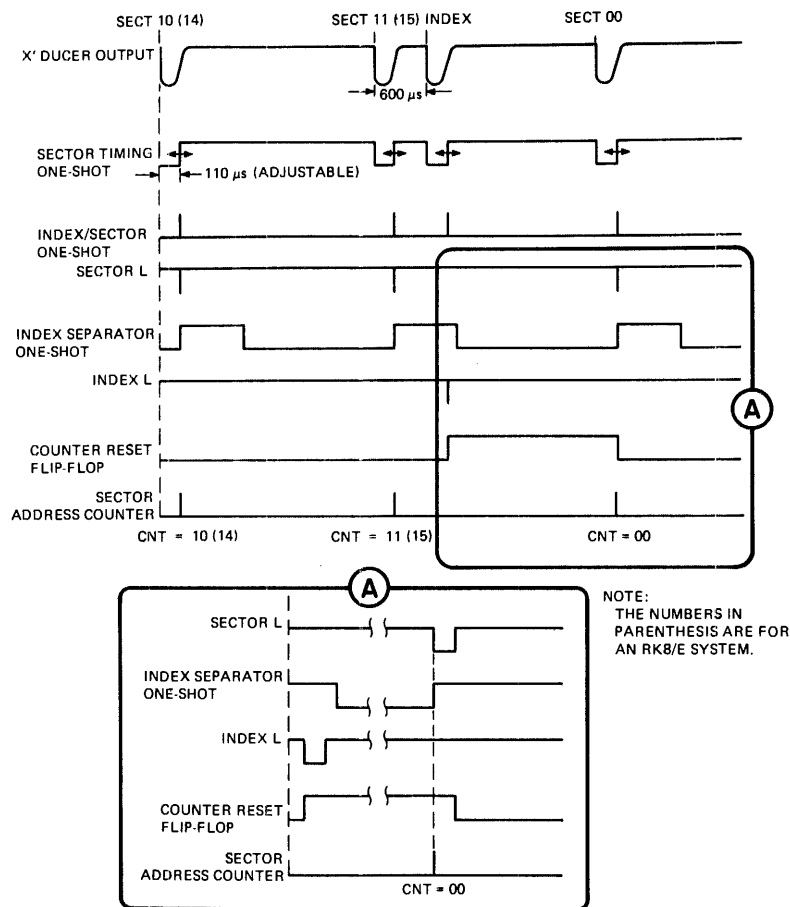 SECT 10 (14)
SECT 11 (15) INDEX
SECT 00
X' DUCER OUTPUT
600 µs
SECTOR TIMING
ONE-SHOT
110 µs (ADJUSTABLE)
INDEX/SECTOR
ONE-SHOT
SECTOR L
INDEX SEPARATOR
ONE-SHOT
INDEX L
A
COUNTER RESET
FLIP-FLOP
SECTOR
ADDRESS COUNTER
CNT = 10 (14)
CNT = 11 (15)
CNT = 00
A
NOTE:
THE NUMBERS IN
PARENTHESIS ARE FOR
AN RK8/E SYSTEM.
SECTOR L
INDEX SEPARATOR
ONE-SHOT
INDEX L
COUNTER RESET
FLIP-FLOP
SECTOR
ADDRESS COUNTER
CNT = 00